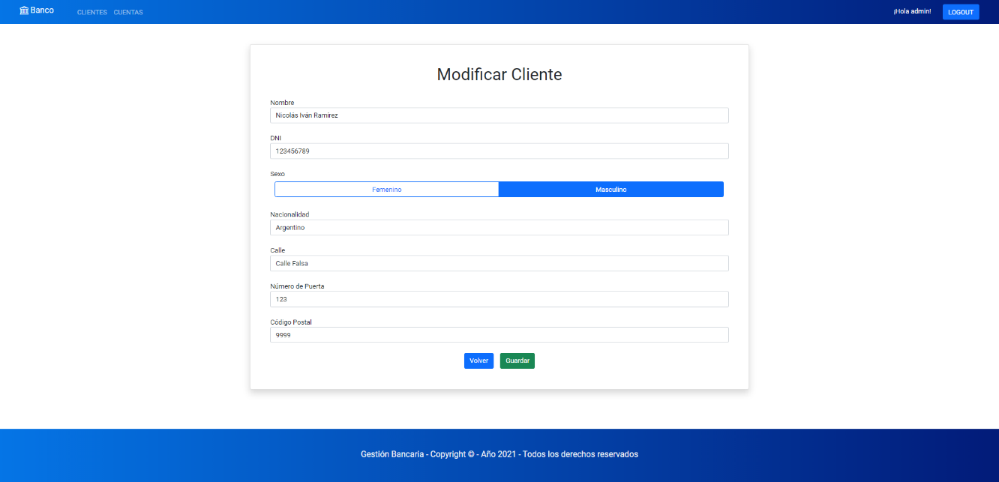 Banco CLIENTES CUENTAS ¡Hola admin! LOGOUT
Modificar Cliente
Nombre
Nicolás Iván Ramírez
DNI
123456789
Sexo
Femenino Masculino
Nacionalidad
Argentino
Calle
Calle Falsa
Número de Puerta
123
Código Postal
9999
Volver Guardar
Gestión Bancaria - Copyright © - Año 2021 - Todos los derechos reservados